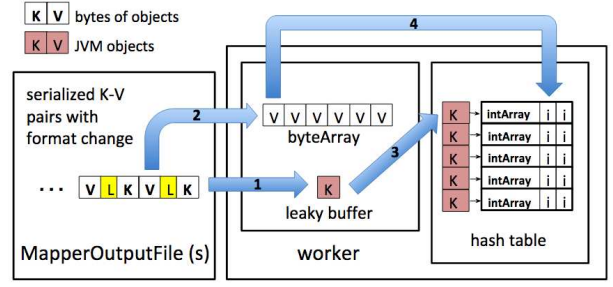 K V bytes of objects
K V JVM objects
4
serialized K-V
pairs with
format change
2
V V V V V V
byteArray
3
K intArray i i
K intArray i i
K intArray i i
K intArray i i
K intArray i i
... V L K V L K
1
K
leaky buffer
hash table
MapperOutputFile (s)
worker